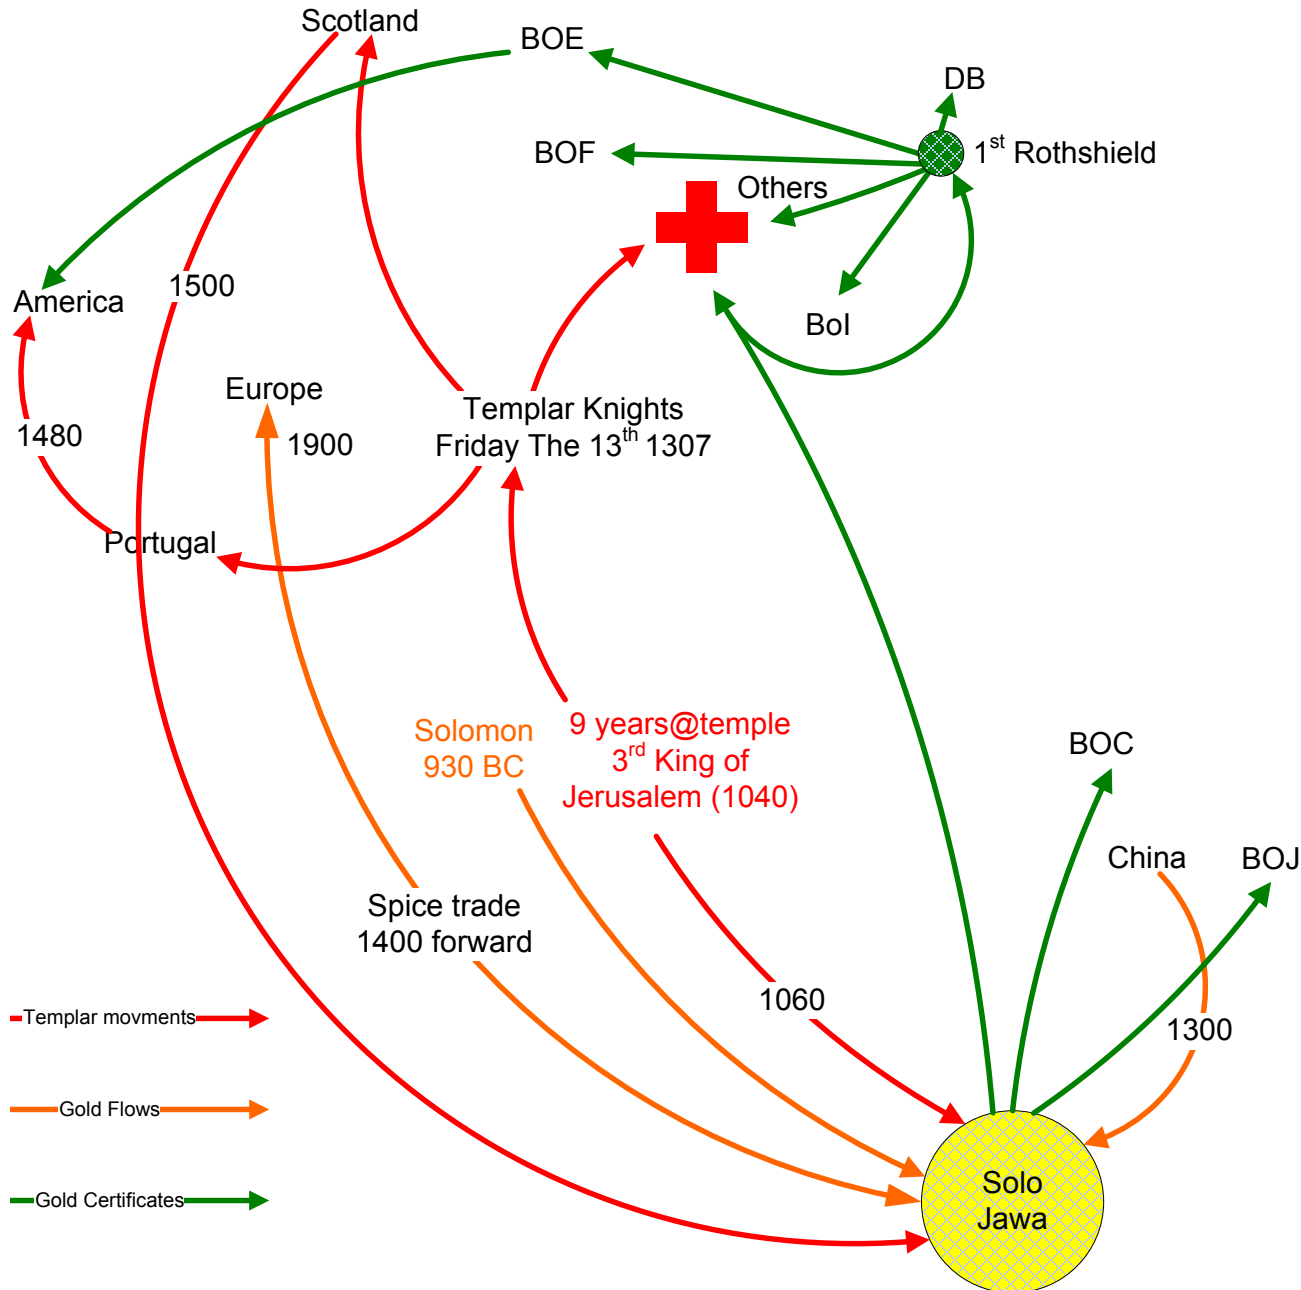 Scotland
BOE
DB
1st Rothshield
BOF
Others
1500
America
BoI
Europe
1900
1480
Templar Knights
Friday The 13th 1307
Portugal
Solomon
930 BC
9 years@temple
3rd King of
Jerusalem (1040)
BOC
China
BOJ
Spice trade
1400 forward
1060
1300
Templar movments
Gold Flows
Gold Certificates
Solo
Jawa